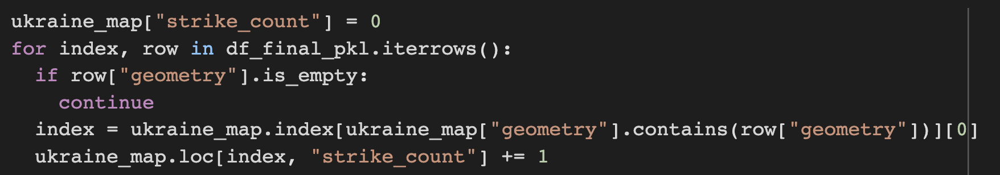 ukraine_map["strike_count"] = 0
for index, row in df_final_pkl.iterrows():
  if row["geometry"].is_empty:
    continue
  index = ukraine_map.index[ukraine_map["geometry"].contains(row["geometry"])][0]
  ukraine_map.loc[index, "strike_count"] += 1